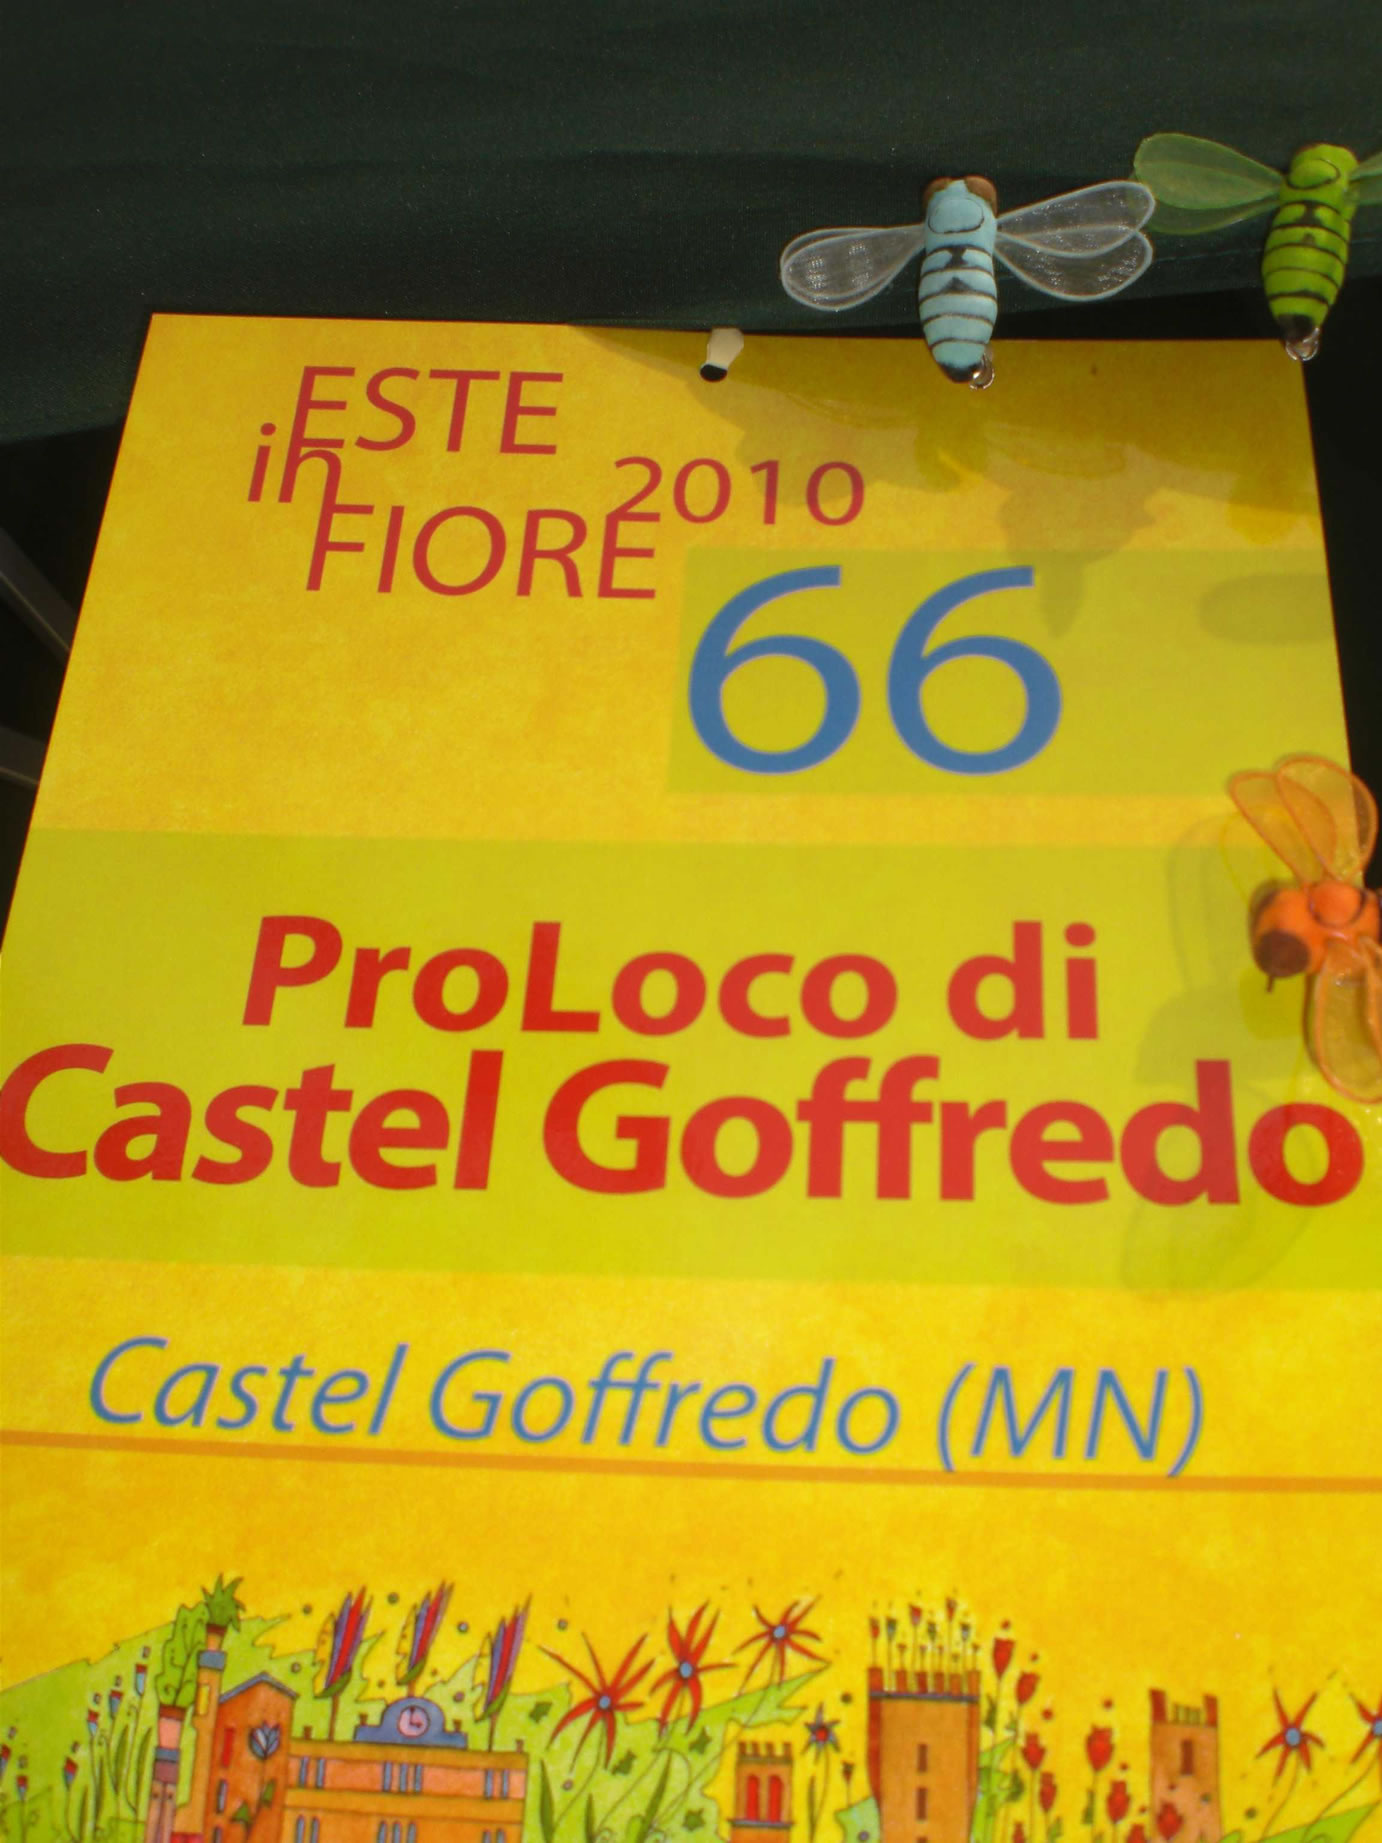 ESTE
in
2010
FIORE
66
ProLoco di
Castel Goffredo
Castel Goffredo (MN)